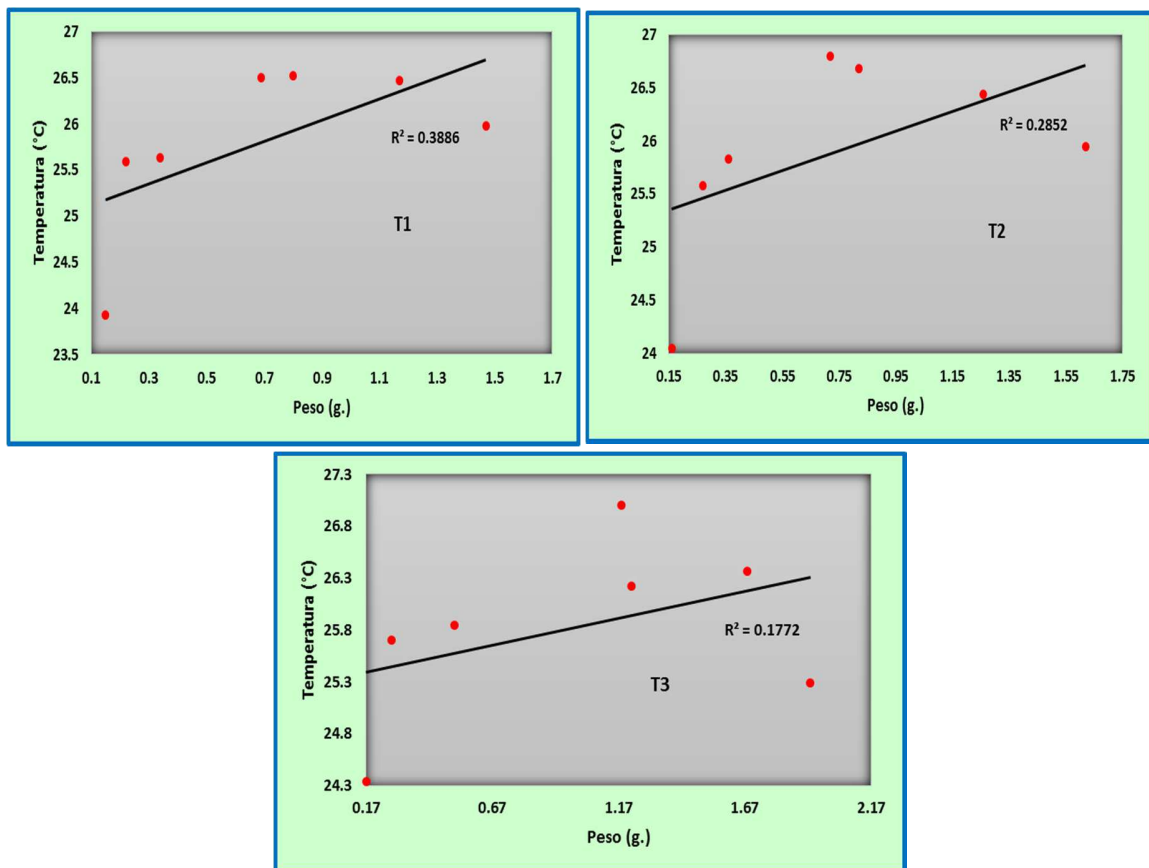 27
26.5
26
25.5
25
24.5
24
23.5
Temperatura (°C)
R² = 0.3886
T1
0.1 0.3 0.5 0.7 0.9 1.1 1.3 1.5 1.7
Peso (g.)
27
26.5
26
25.5
25
24.5
24
Temperatura (°C)
R² = 0.2852
T2
0.15 0.35 0.55 0.75 0.95 1.15 1.35 1.55 1.75
Peso (g.)
27.3
26.8
26.3
25.8
25.3
24.8
24.3
Temperatura (°C)
R² = 0.1772
T3
0.17 0.67 1.17 1.67 2.17
Peso (g.)